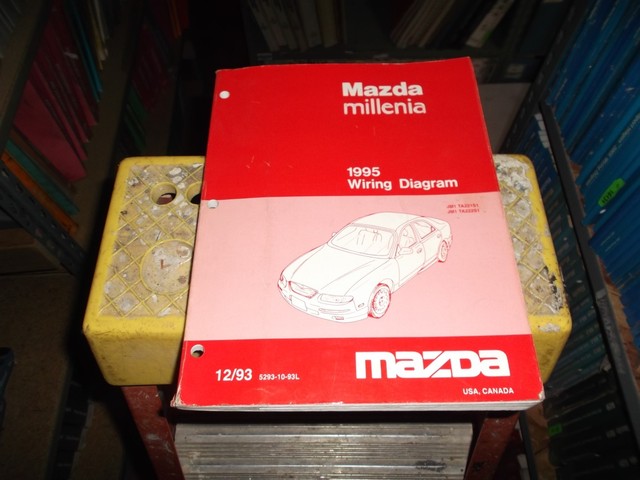 Mazda
millenia
1995
Wiring Diagram
12/93 5293-10-93L
mazda
USA, CANADA